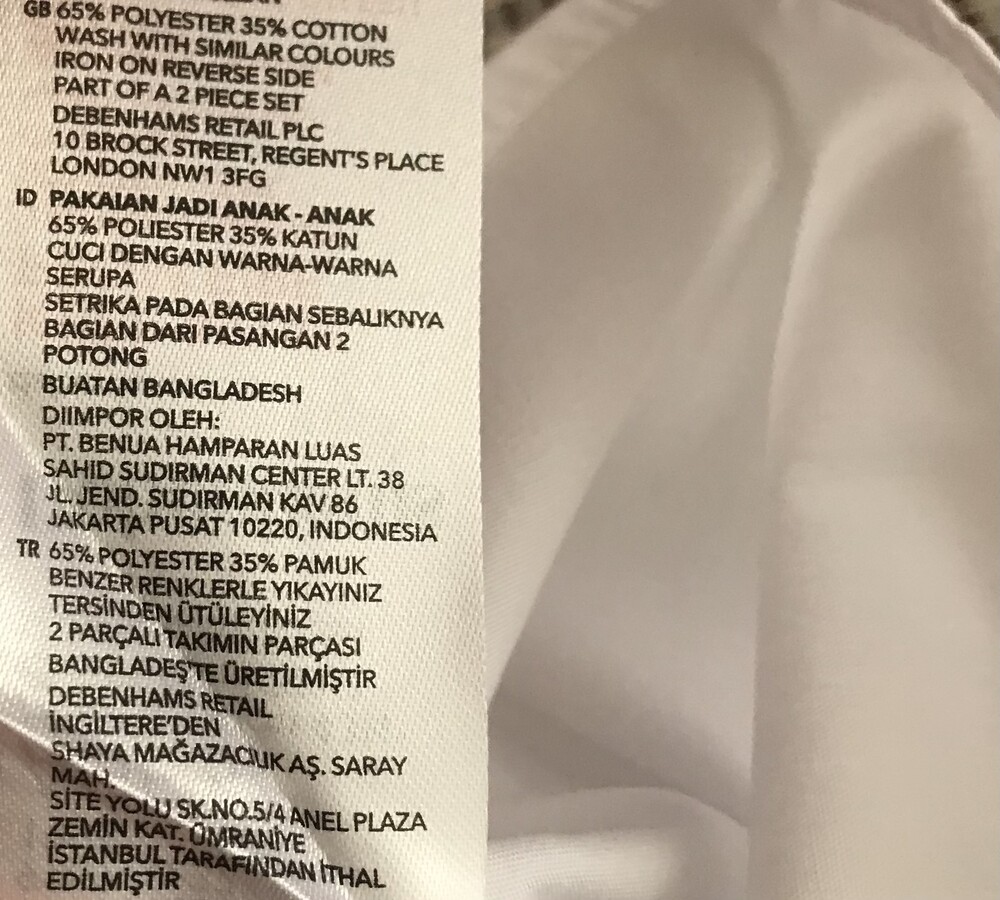 GB 65% POLYESTER 35% COTTON
WASH WITH SIMILAR COLOURS
IRON ON REVERSE SIDE
PART OF A 2 PIECE SET
DEBENHAMS RETAIL PLC
10 BROCK STREET, REGENT'S PLACE
LONDON NW1 3FG
ID PAKAIAN JADI ANAK - ANAK
65% POLIESTER 35% KATUN
CUCI DENGAN WARNA-WARNA
SERUPA
SETRIKA PADA BAGIAN SEBALIKNYA
BAGIAN DARI PASANGAN 2
POTONG
BUATAN BANGLADESH
DIIMPOR OLEH:
PT. BENUA HAMPARAN LUAS
SAHID SUDIRMAN CENTER LT. 38
JL. JEND. SUDIRMAN KAV 86
JAKARTA PUSAT 10220, INDONESIA
TR 65% POLYESTER 35% PAMUK
BENZER RENKLERLE YIKAYINIZ
TERSİNDEN ÜTÜLEYİNİZ
2 PARÇALI TAKIMIN PARÇASI
BANGLADEŞ'TE ÜRETİLMİŞTİR
DEBENHAMS RETAIL
İNGİLTERE'DEN
SHAYA MAĞAZACILIK AŞ. SARAY
MAH.
SİTE YOLU SK.NO.5/4 ANEL PLAZA
ZEMİN KAT. ÜMRANİYE
İSTANBUL TARAFINDAN İTHAL
EDİLMİŞTİR